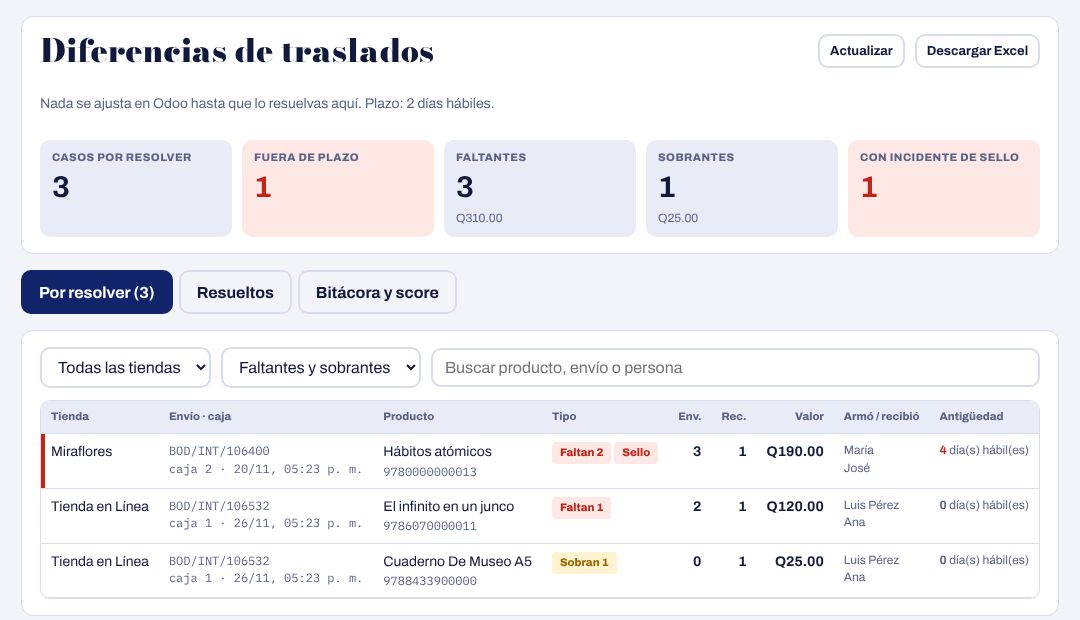 Diferencias de traslados
Actualizar
Descargar Excel
Nada se ajusta en Odoo hasta que lo resuelvas aquí. Plazo: 2 días hábiles.
CASOS POR RESOLVER
3
FUERA DE PLAZO
1
FALTANTES
3
Q310.00
SOBRANTES
1
Q25.00
CON INCIDENTE DE SELLO
1
Por resolver (3)
Resueltos
Bitácora y score
Todas las tiendas
Faltantes y sobrantes
Buscar producto, envío o persona
Tienda Envío · caja Producto Tipo Env. Rec. Valor Armó / recibió Antigüedad
Miraflores BOD/INT/106400 Hábitos atómicos Faltan 2 Sello 3 1 Q190.00 María 4 día(s) hábil(es)
caja 2 · 20/11, 05:23 p. m. 9780000000013 José
Tienda en Línea BOD/INT/106532 El infinito en un junco Faltan 1 2 1 Q120.00 Luis Pérez 0 día(s) hábil(es)
caja 1 · 26/11, 05:23 p. m. 9786070000011 Ana
Tienda en Línea BOD/INT/106532 Cuaderno De Museo A5 Sobran 1 0 1 Q25.00 Luis Pérez 0 día(s) hábil(es)
caja 1 · 26/11, 05:23 p. m. 9788433900000 Ana